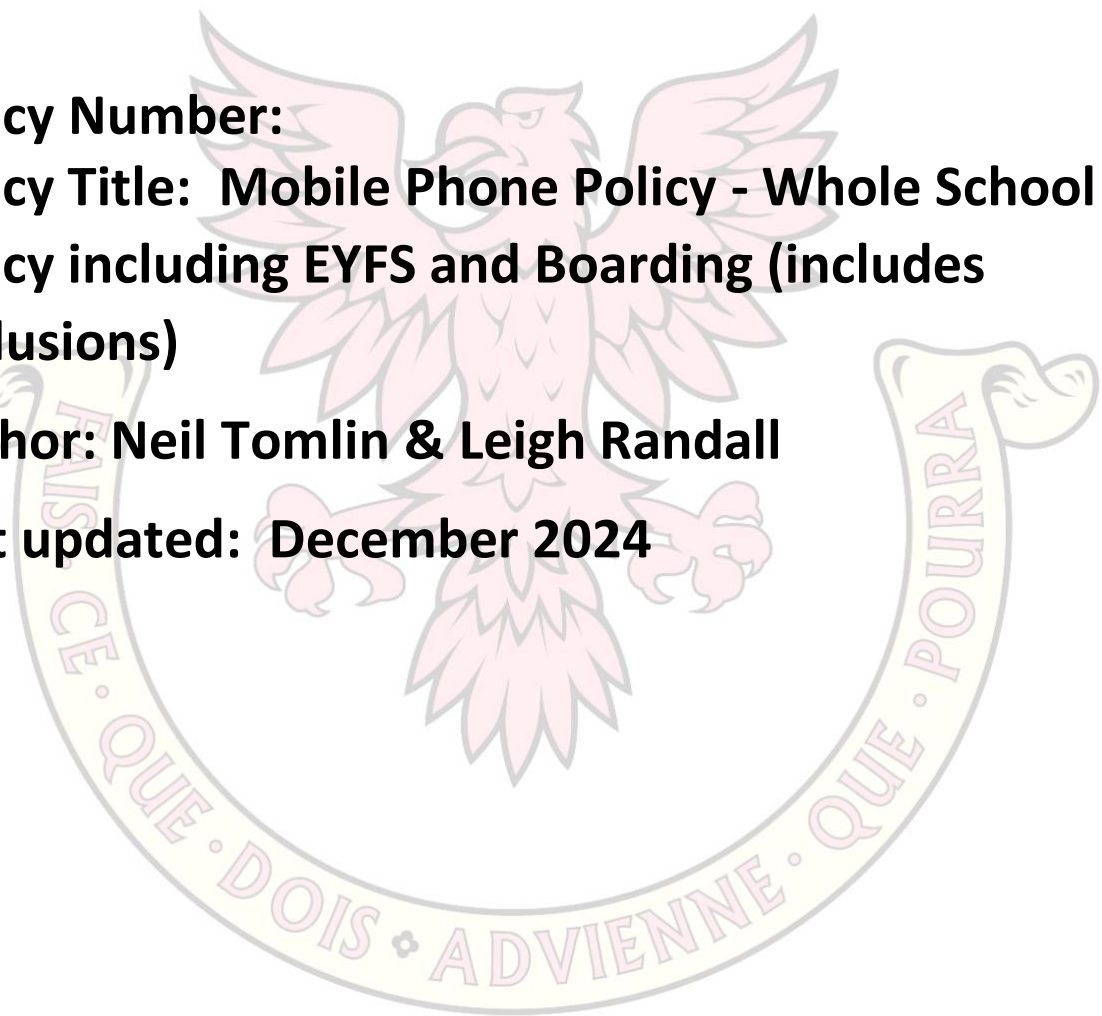 cy Number:
cy Title: Mobile Phone Policy - Whole School
cy including EYFS and Boarding (includes
lusions)
hor: Neil Tomlin & Leigh Randall
t updated: December 2024
FAIS · CE · QUE · DOIS · ADVIENNE · QUE · POURRA